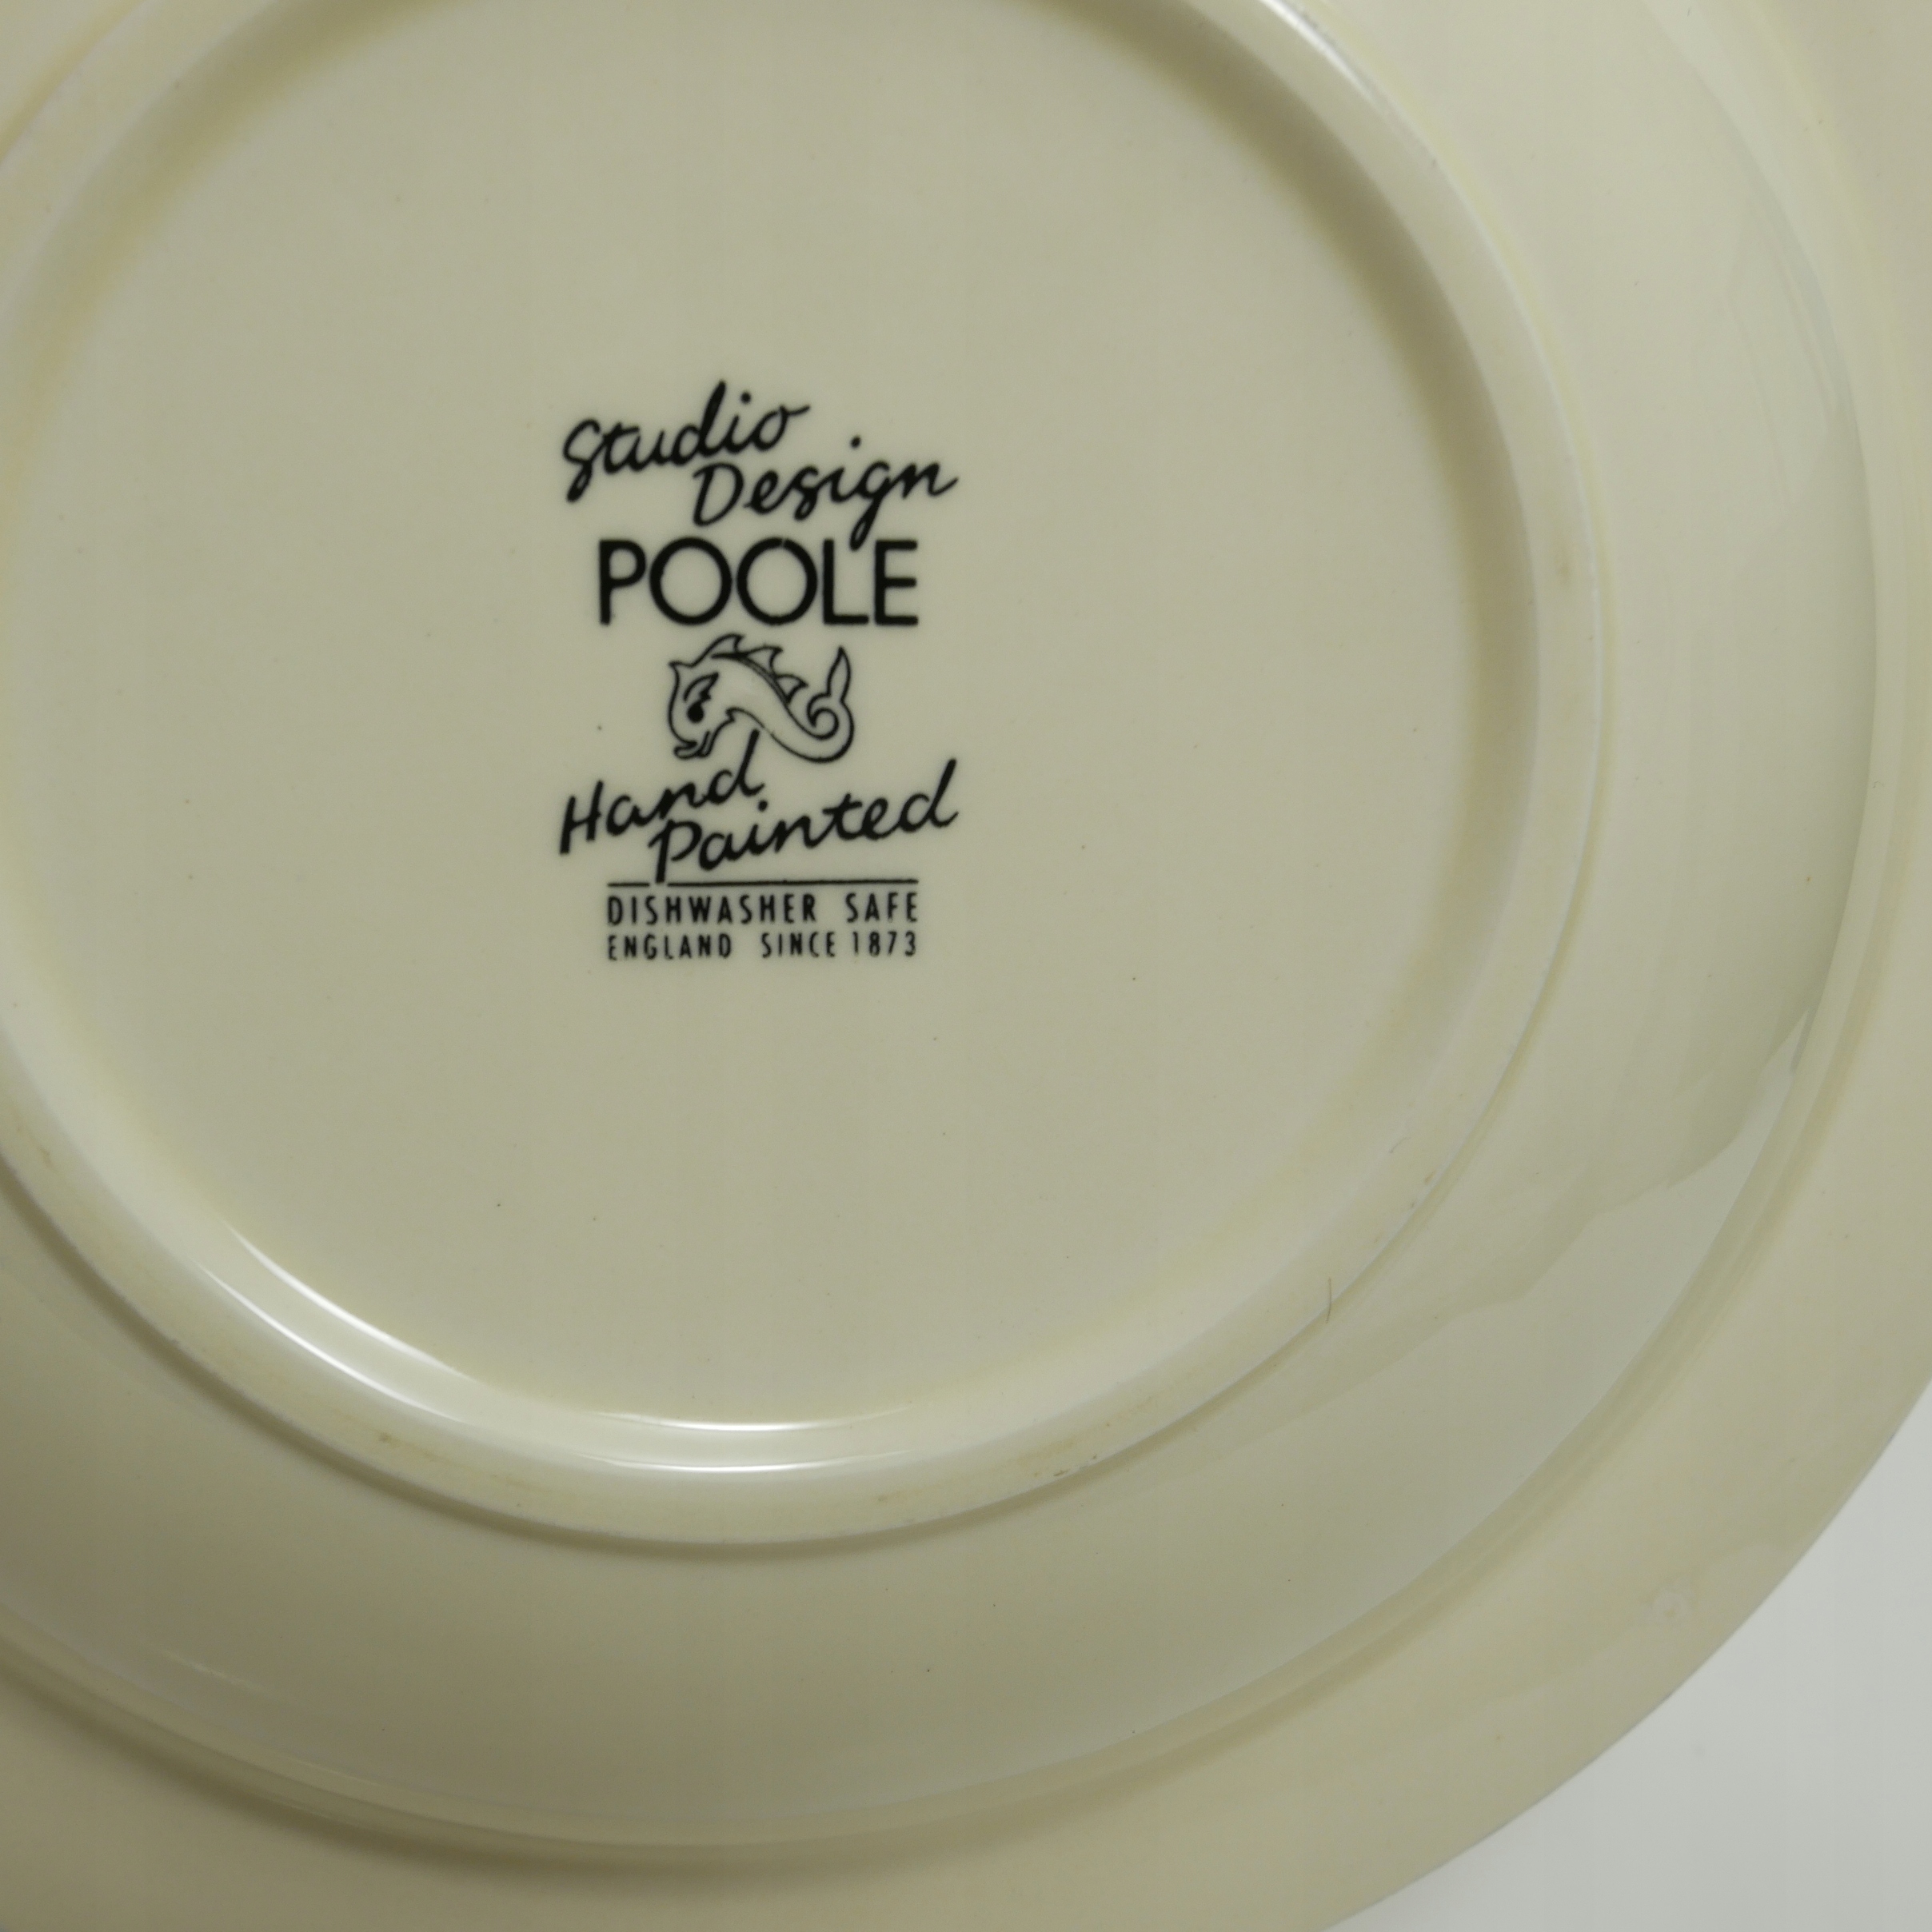 Studio
Design
POOLE
Hand
Painted
DISHWASHER SAFE
ENGLAND SINCE 1873